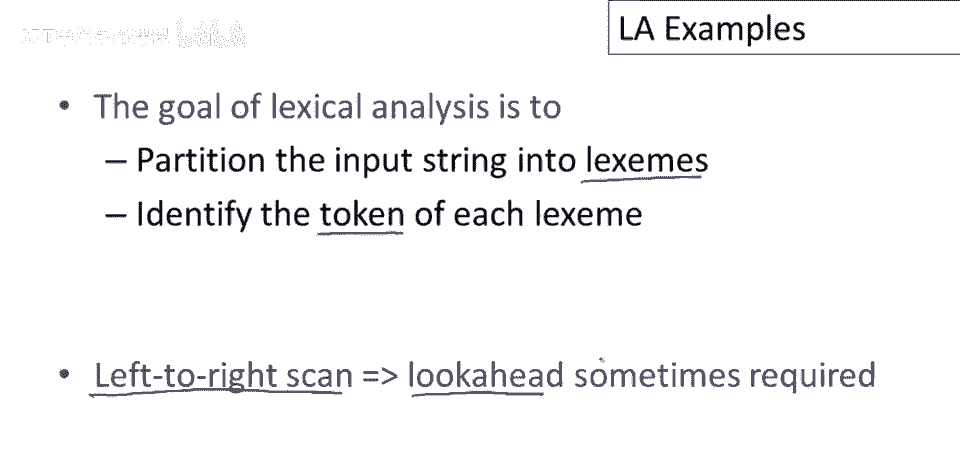 LA Examples
• The goal of lexical analysis is to
– Partition the input string into lexemes
– Identify the token of each lexeme
• Left-to-right scan => lookahead sometimes required